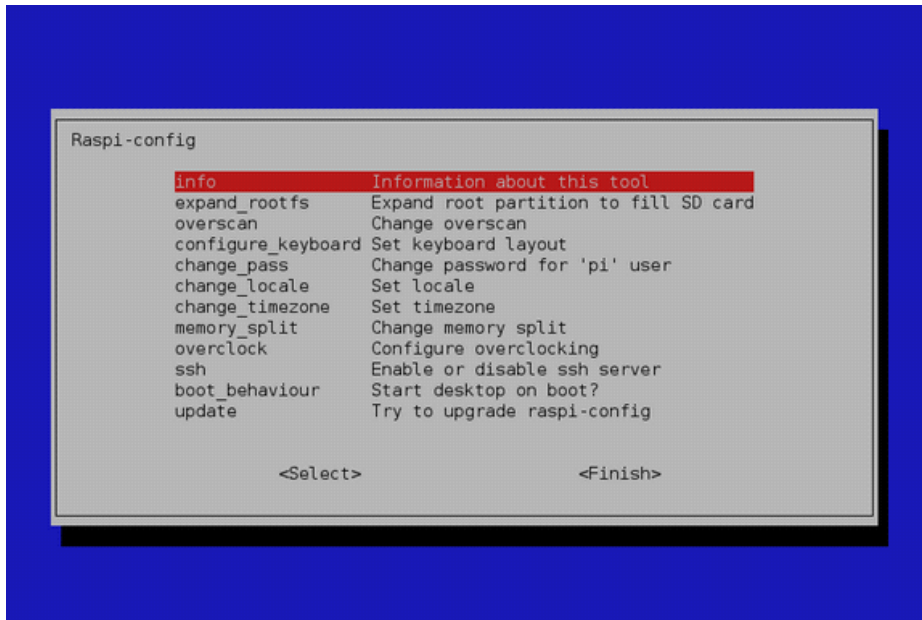 Raspi-config
info Information about this tool
expand_rootfs Expand root partition to fill SD card
overscan Change overscan
configure_keyboard Set keyboard layout
change_pass Change password for 'pi' user
change_locale Set locale
change_timezone Set timezone
memory_split Change memory split
overclock Configure overclocking
ssh Enable or disable ssh server
boot_behaviour Start desktop on boot?
update Try to upgrade raspi-config
<Select> <Finish>